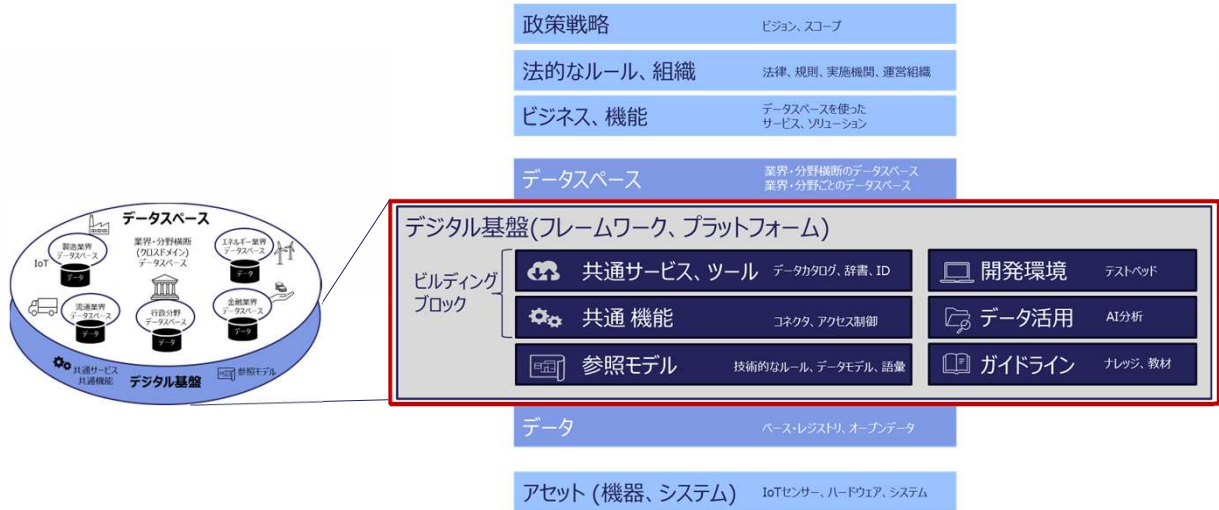 政策戦略
ビジョン、スコープ
法的なルール、組織
法律、規則、実施機関、運営組織
ビジネス、機能
データスペースを使った
サービス、ソリューション
データスペース
業界・分野横断のデータスペース
業界・分野ごとのデータスペース
デジタル基盤(フレームワーク、プラットフォーム)
ビルディング
ブロック
共通サービス、ツール
データカタログ、辞書、ID
開発環境
テストベッド
共通 機能
コネクタ、アクセス制御
データ活用
AI分析
参照モデル
技術的なルール、データモデル、語彙
ガイドライン
ナレッジ、教材
データ
ベース・レジストリ、オープンデータ
アセット (機器、システム)
IoTセンサー、ハードウェア、システム
データスペース
製造業界
データスペース
データ
IoT
業界・分野横断
(クロスドメイン)
データスペース
エネルギー業界
データスペース
データ
流通業界
データスペース
データ
行政分野
データスペース
データ
金融業界
データスペース
データ
共通サービス
共通機能
デジタル基盤
参照モデル